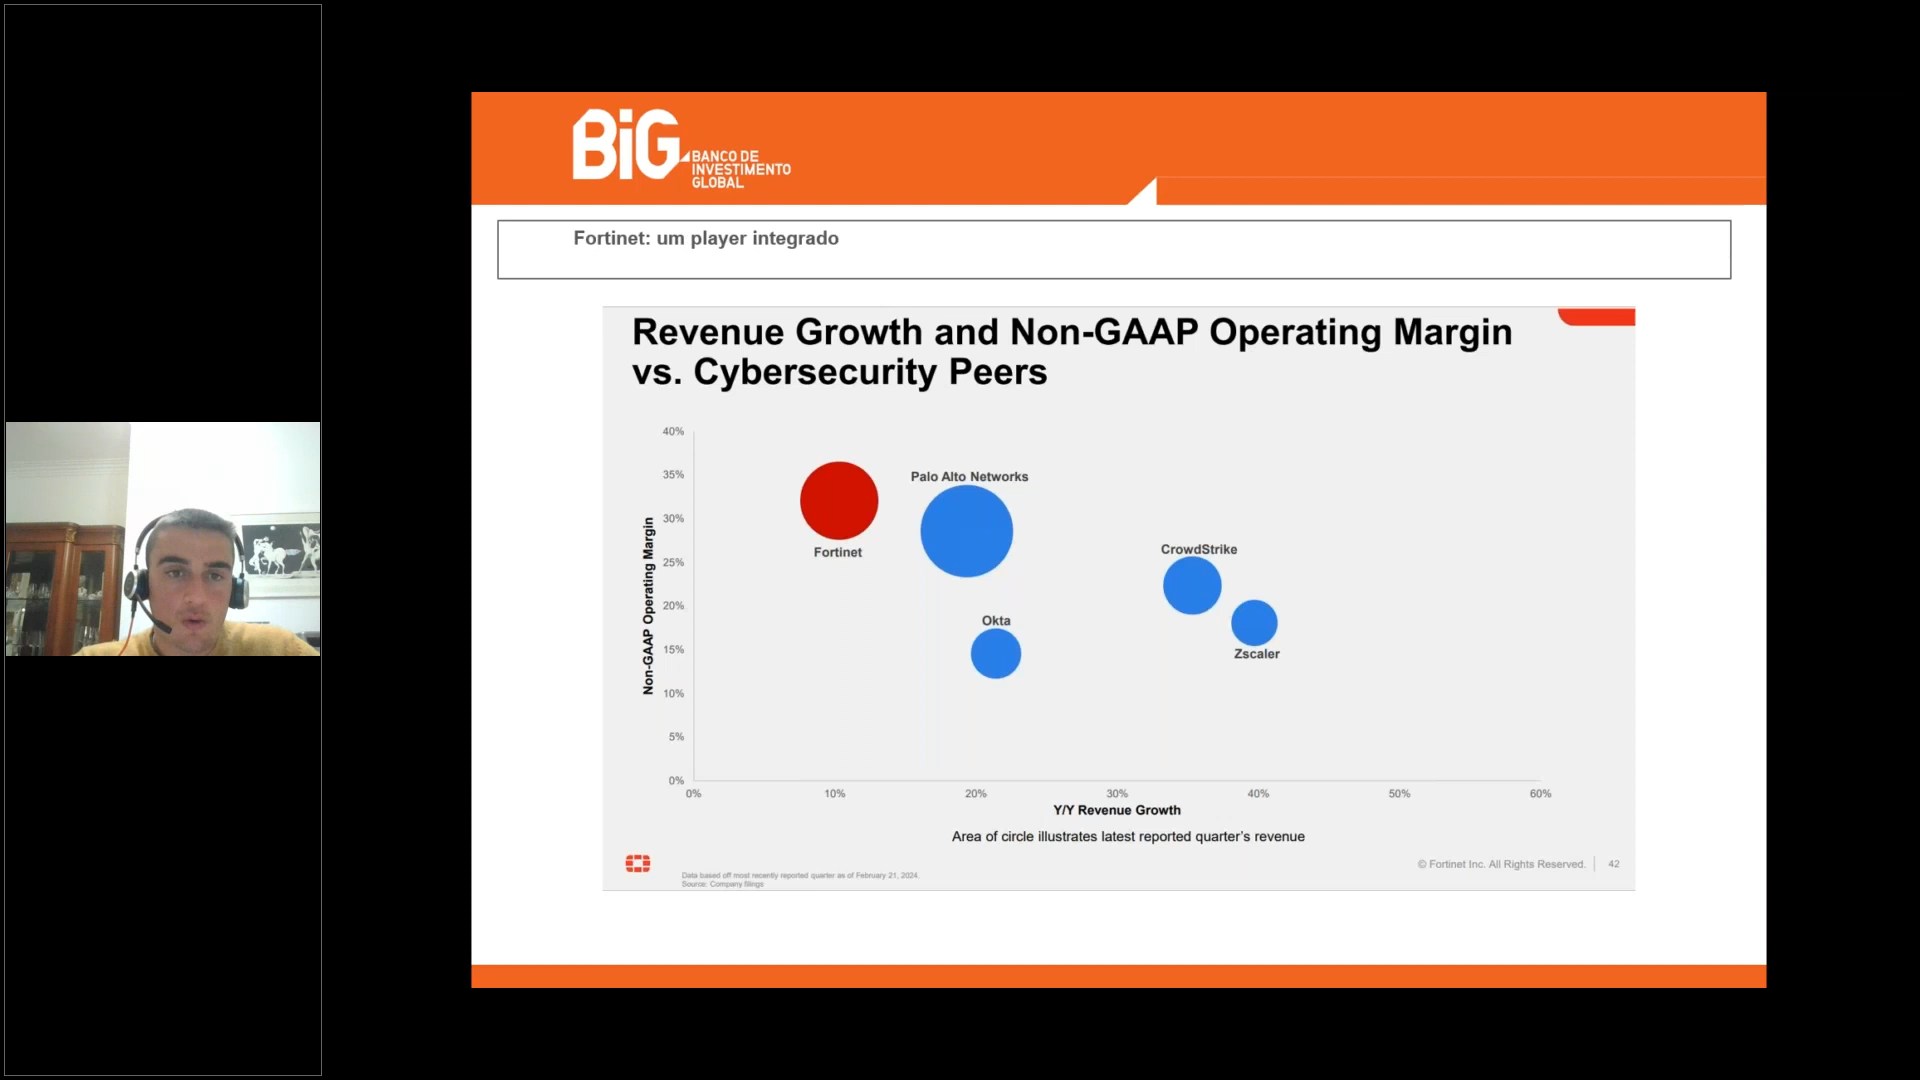 BiG
BANCO DE
INVESTIMENTO
GLOBAL
Fortinet: um player integrado
Revenue Growth and Non-GAAP Operating Margin
vs. Cybersecurity Peers
40%
35%
30%
25%
20%
15%
10%
5%
0%
Non-GAAP Operating Margin
Fortinet
Palo Alto Networks
Okta
CrowdStrike
Zscaler
0%
10%
20%
30%
40%
50%
60%
Y/Y Revenue Growth
Area of circle illustrates latest reported quarter's revenue
Data based off most recently reported quarter as of February 21, 2024.
Source: Company filings
© Fortinet Inc. All Rights Reserved.
42